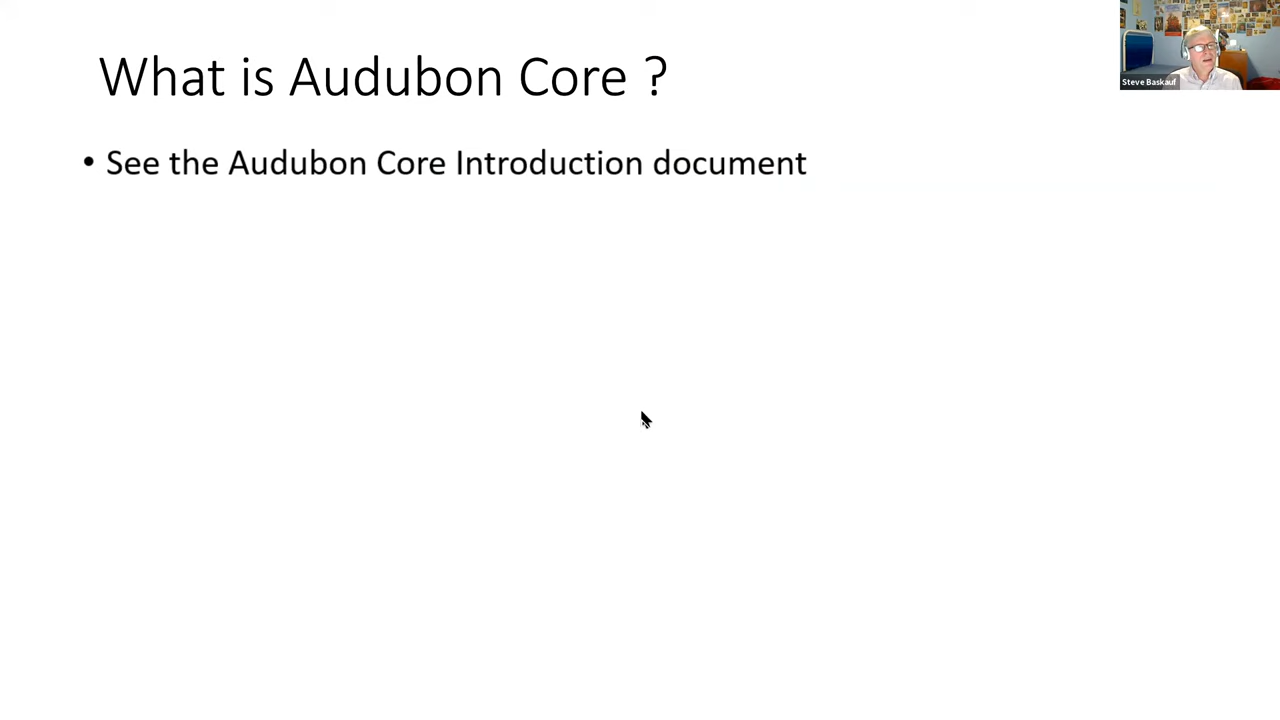 What is Audubon Core ?
Steve Baskauf
• See the Audubon Core Introduction document